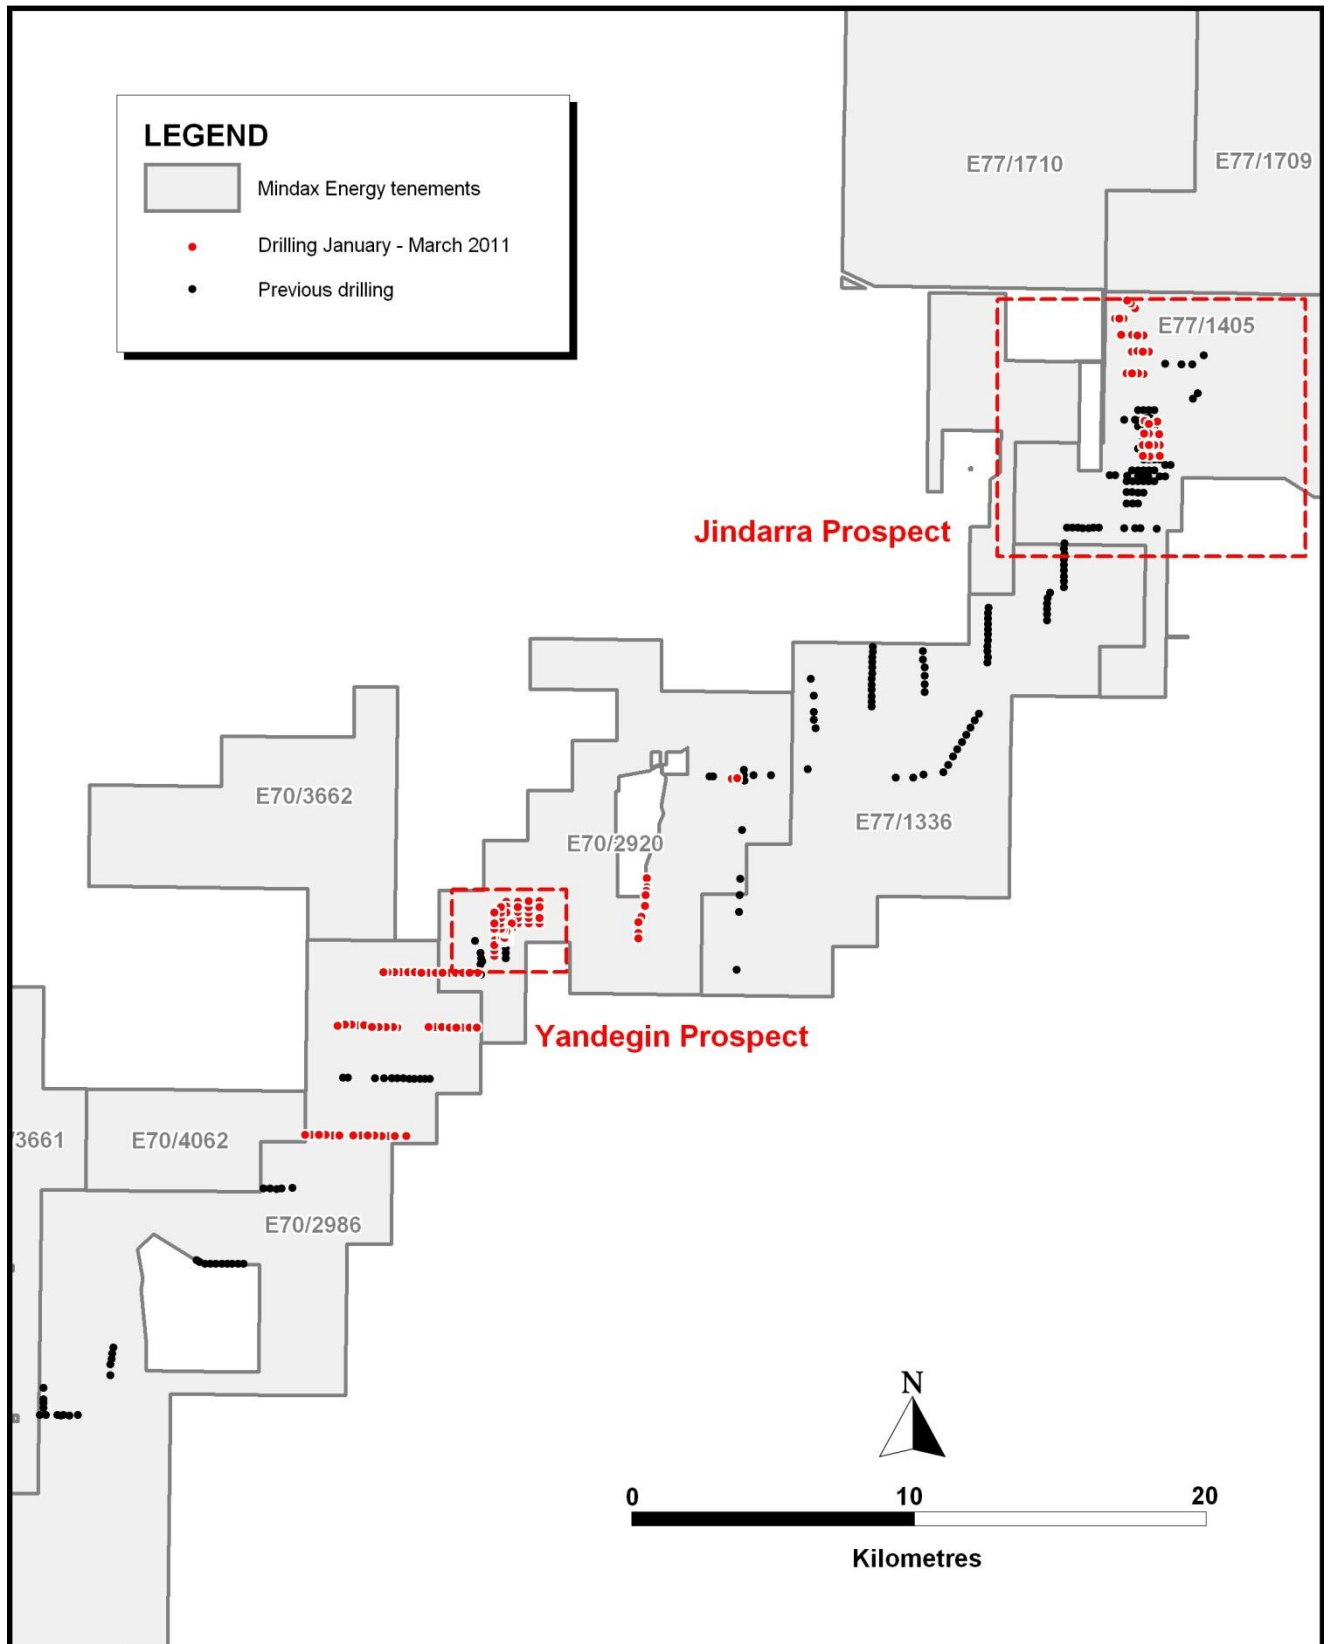 LEGEND
Mindax Energy tenements
Drilling January - March 2011
Previous drilling
E77/1710
E77/1709
E77/1405
Jindarra Prospect
E70/3662
E70/2920
E77/1336
Yandegin Prospect
/3661
E70/4062
E70/2986
N
0
10
20
Kilometres